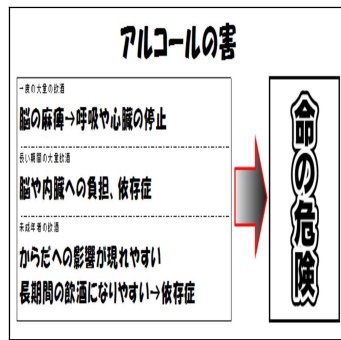 アルコールの害
一度の大量の飲酒
脳の麻痺→呼吸や心臓の停止
長い期間の大量飲酒
脳や内臓への負担、依存症
未成年者の飲酒
からだへの影響が現れやすい
長期間の飲酒になりやすい→依存症
命の危険